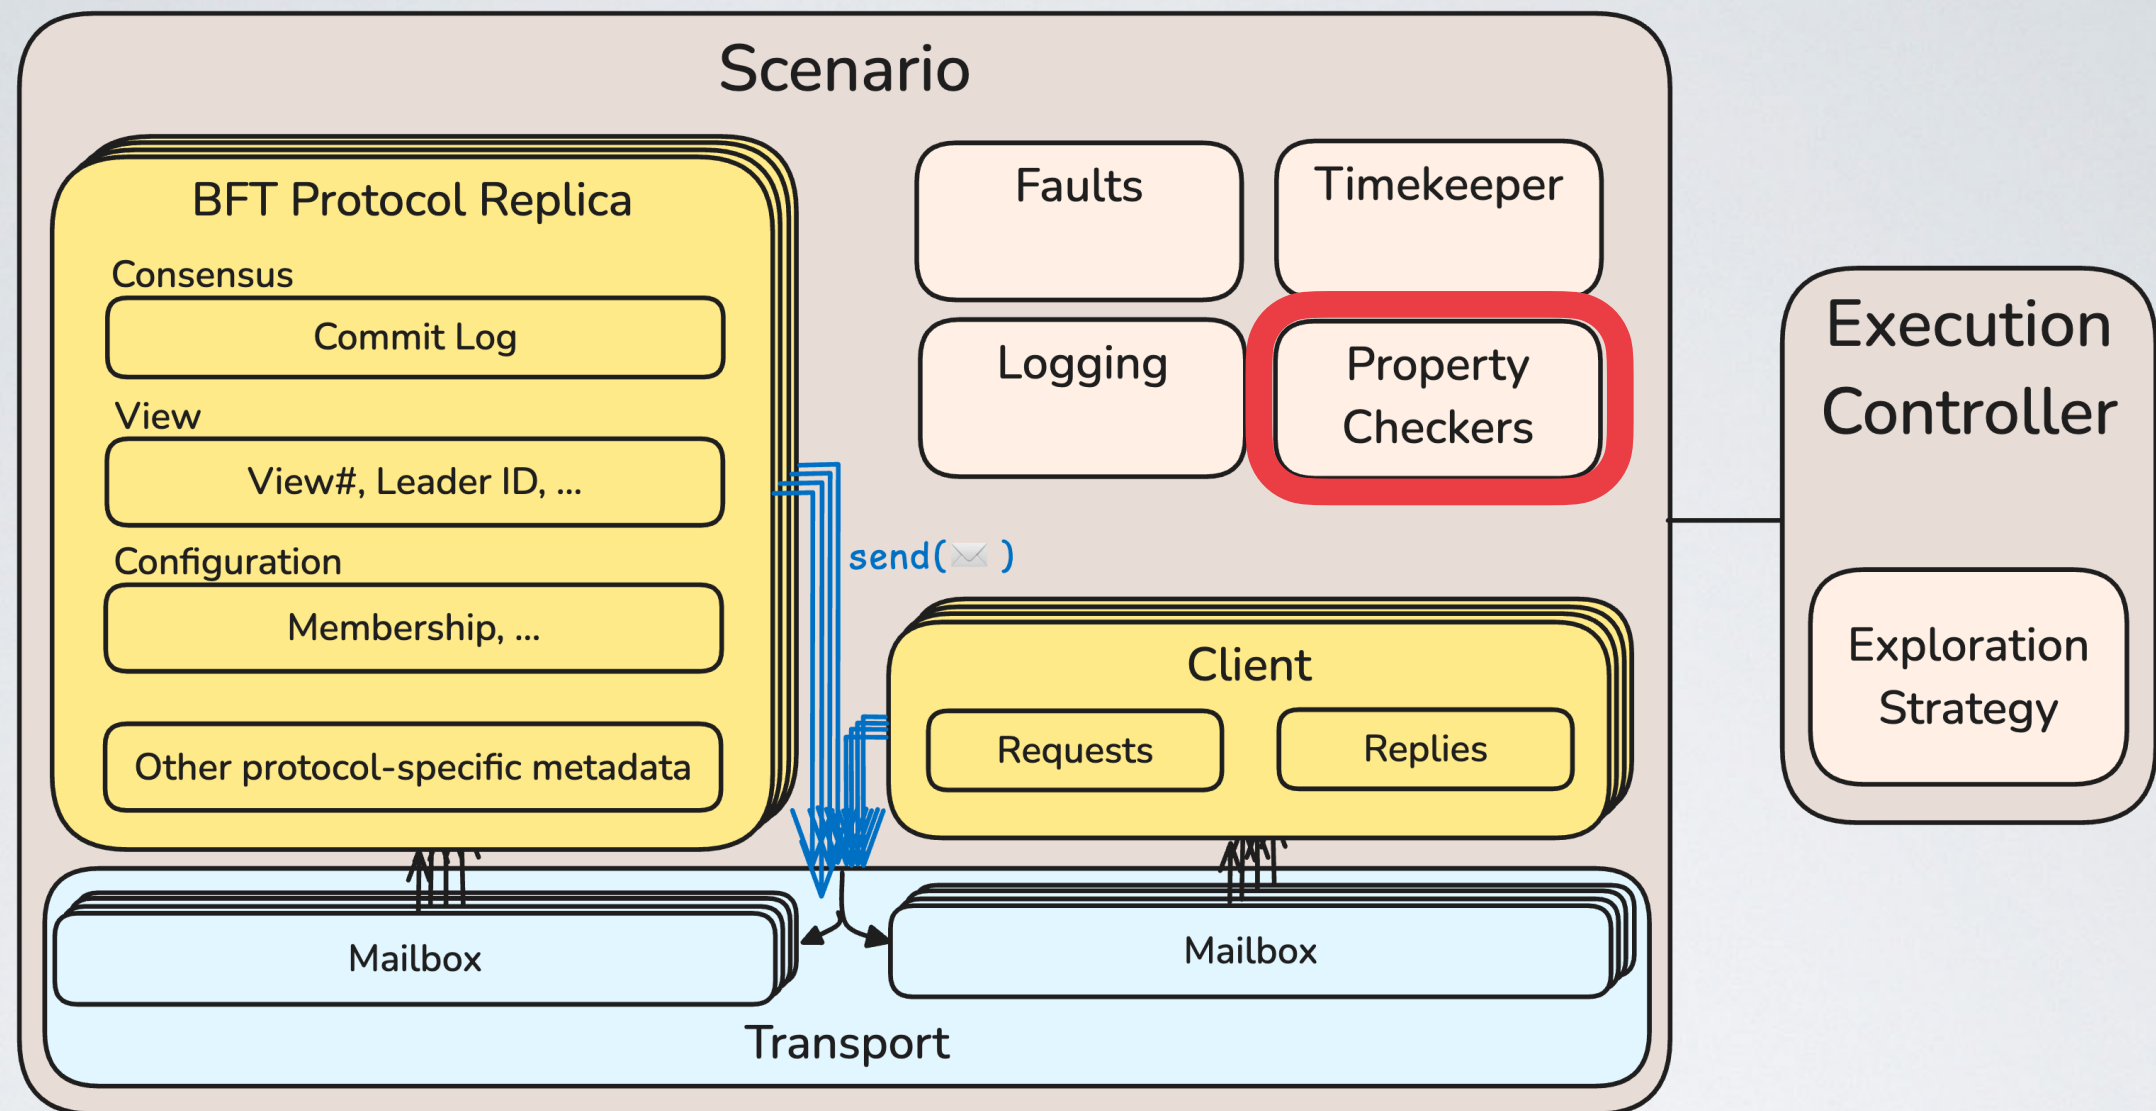 Scenario
BFT Protocol Replica
Consensus
Commit Log
View
View#, Leader ID, ...
Configuration
Membership, ...
Other protocol-specific metadata
Faults
Timekeeper
Logging
Property
Checkers
send(✉️ )
Client
Requests
Replies
Mailbox
Mailbox
Transport
Execution
Controller
Exploration
Strategy